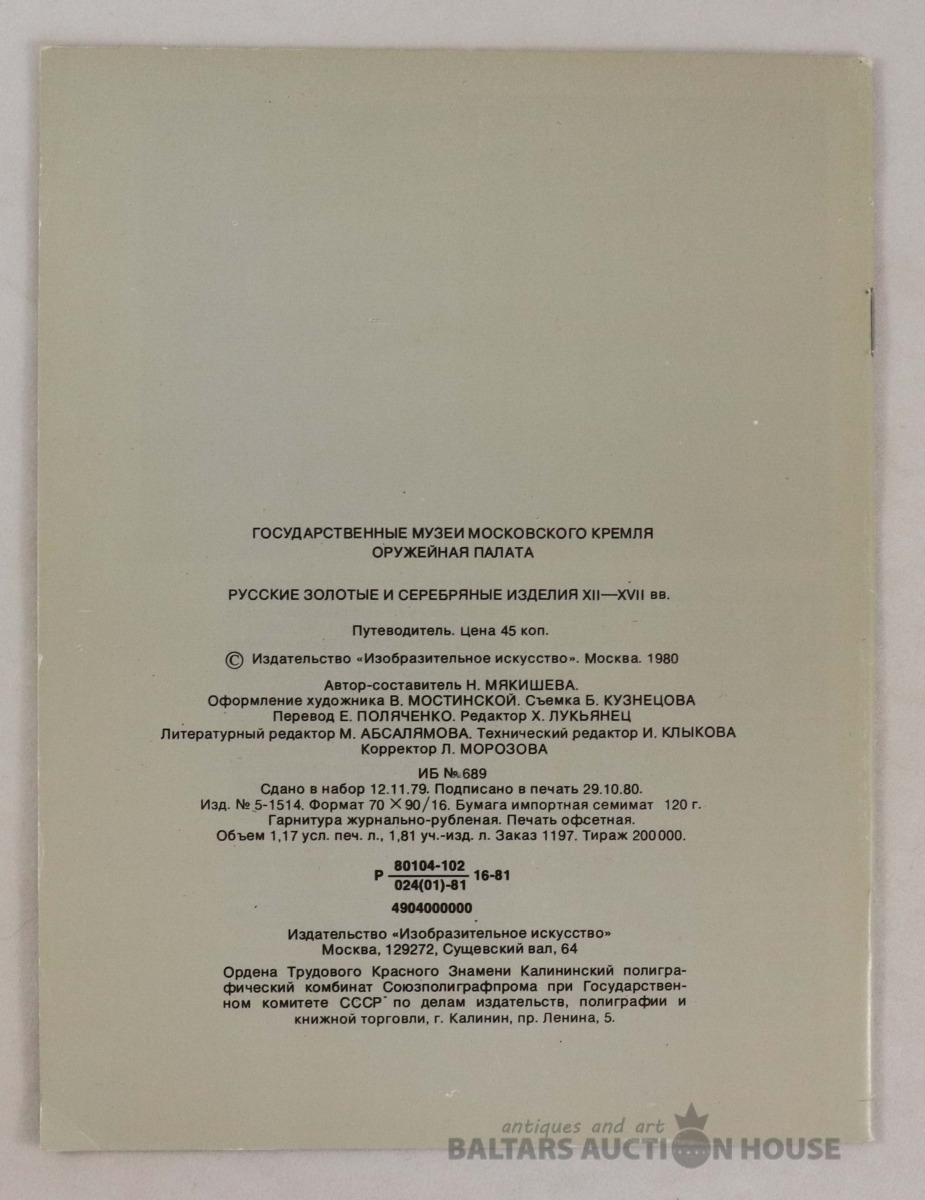 ГОСУДАРСТВЕННЫЕ МУЗЕИ МОСКОВСКОГО КРЕМЛЯ
ОРУЖЕЙНАЯ ПАЛАТА
РУССКИЕ ЗОЛОТЫЕ И СЕРЕБРЯНЫЕ ИЗДЕЛИЯ XII—XVII вв.
Путеводитель. Цена 45 коп.
© Издательство «Изобразительное искусство». Москва. 1980
Автор-составитель Н. МЯКИШЕВА.
Оформление художника В. МОСТИНСКОЙ. Съемка Б. КУЗНЕЦОВА
Перевод Е. ПОЛЯЧЕНКО. Редактор Х. ЛУКЬЯНЕЦ
Литературный редактор М. АБСАЛЯМОВА. Технический редактор И. КЛЫКОВА
Корректор Л. МОРОЗОВА
ИБ № 689
Сдано в набор 12.11.79. Подписано в печать 29.10.80.
Изд. № 5-1514. Формат 70 × 90/16. Бумага импортная семимат 120 г.
Гарнитура журнально-рубленая. Печать офсетная.
Объем 1,17 усл. печ. л., 1,81 уч.-изд. л. Заказ 1197. Тираж 200 000.
Р 80104-102
024(01)-81 16-81
4904000000
Издательство «Изобразительное искусство»
Москва, 129272, Сущевский вал, 64
Ордена Трудового Красного Знамени Калининский полигра-
фический комбинат Союзполиграфпрома при Государствен-
ном комитете СССР по делам издательств, полиграфии и
книжной торговли, г. Калинин, пр. Ленина, 5.
antiques and art
BALTARS AUCTION HOUSE